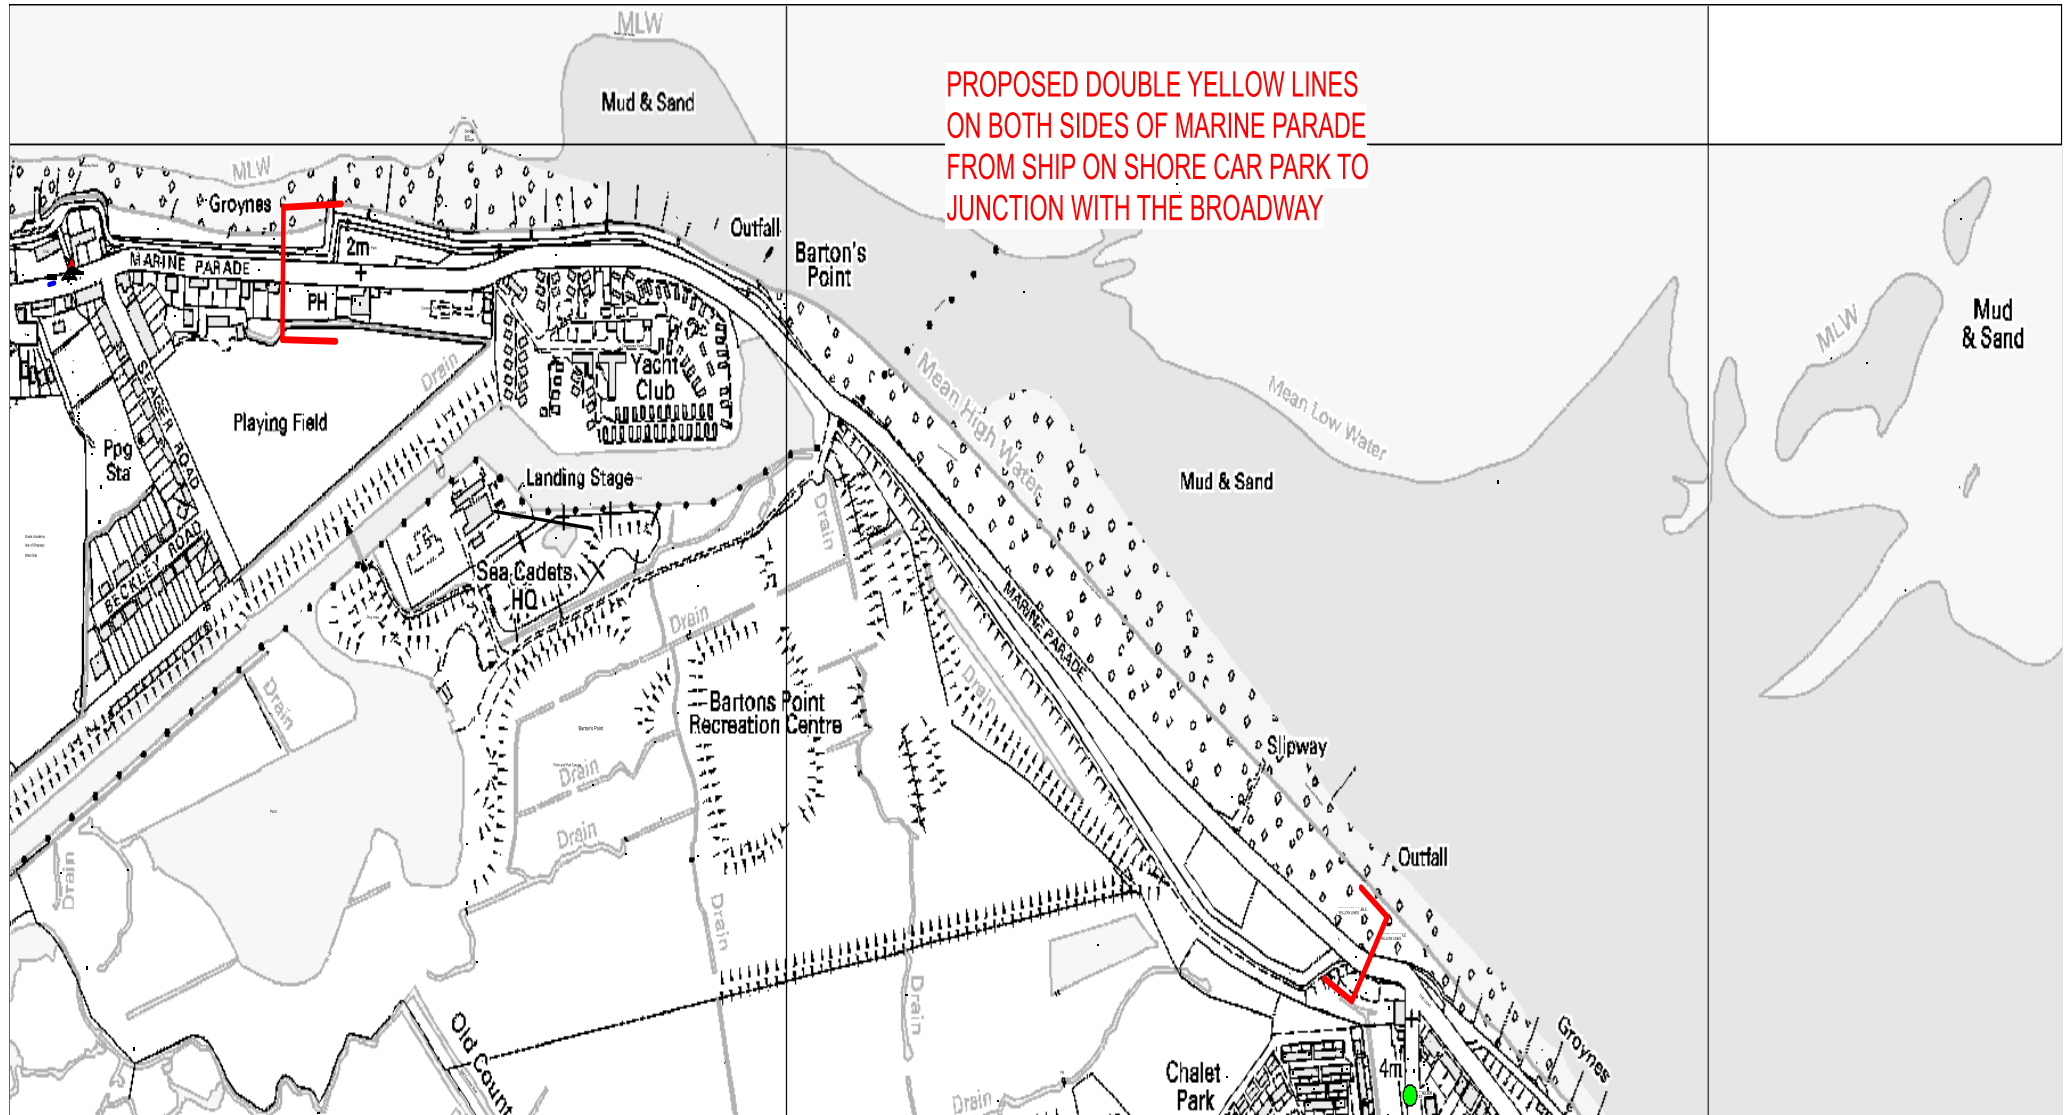 MLW
Mud & Sand
PROPOSED DOUBLE YELLOW LINES
ON BOTH SIDES OF MARINE PARADE
FROM SHIP ON SHORE CAR PARK TO
JUNCTION WITH THE BROADWAY
MLW
Groynes
Outfall
2m
Barton's
Point
MARINE PARADE
PH
Mud
& Sand
MLW
Yacht
Club
Drain
Mean High Water
Mean Low Water
Playing Field
SEAGER ROAD
Ppg
Sta
Landing Stage
Mud & Sand
Drain
BECKLEY ROAD
Sea Cadets
HQ
MARINE PARADE
Drain
Drain
Drain
Bartons Point
Recreation Centre
Slipway
Drain
Drain
Outfall
Drain
Drain
Drain
Old Count
Groynes
Chalet
Park
4m
Drain